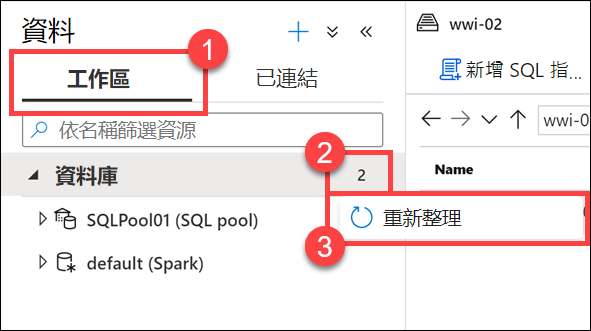 資料
工作區
已連結
依名稱篩選資源
資料庫
2
SQLPool01 (SQL pool)
default (Spark)
1
2
3
重新整理
wwi-02
新增 SQL 指...
wwi-0
Name